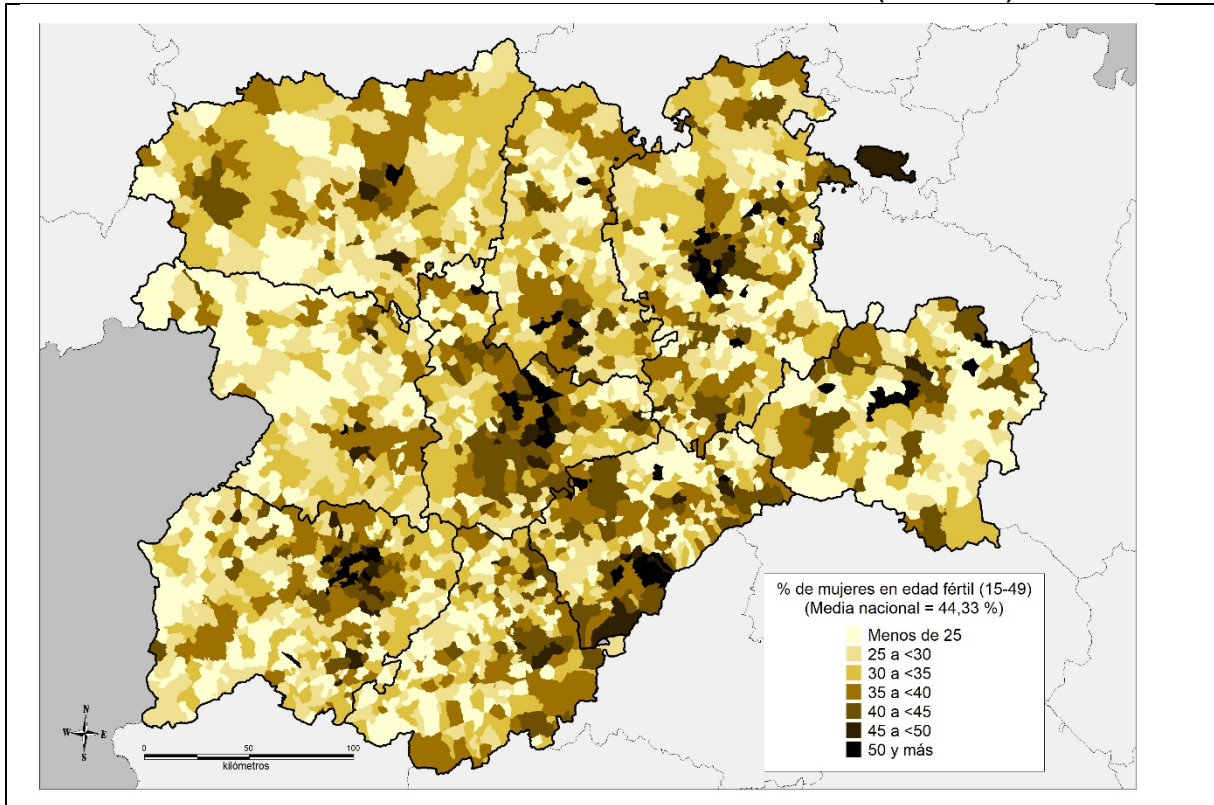 % de mujeres en edad fértil (15-49)
(Media nacional = 44,33 %)
Menos de 25
25 a <30
30 a <35
35 a <40
40 a <45
45 a <50
50 y más
N
W E
S
0 50 100
kilómetros